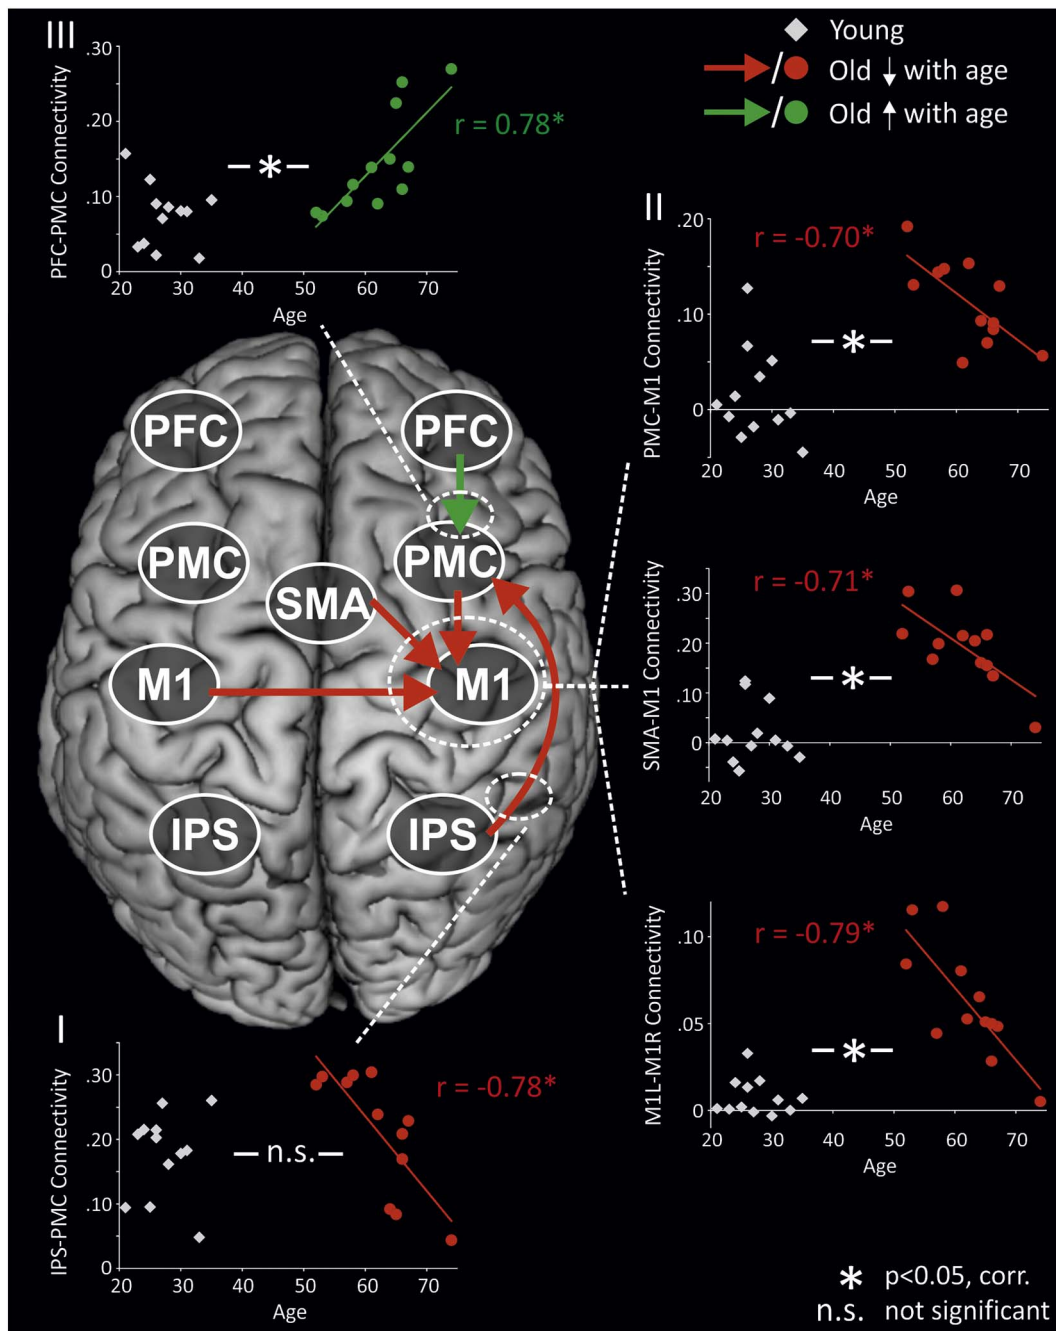 III
PFC-PMC Connectivity
.30
.20
.10
0
20 30 40 50 60 70
Age
r = 0.78*
— * —
Young
/ Old ↓ with age
/ Old ↑ with age
II
PMC-M1 Connectivity
.20
.10
0
20 30 40 50 60 70
Age
r = -0.70*
— * —
PFC PFC
PMC PMC
SMA
M1 M1
IPS IPS
SMA-M1 Connectivity
.30
.20
.10
0
20 30 40 50 60 70
Age
r = -0.71*
— * —
M1L-M1R Connectivity
.10
.05
0
20 30 40 50 60 70
Age
r = -0.79*
— * —
I
IPS-PMC Connectivity
.30
.20
.10
0
20 30 40 50 60 70
Age
r = -0.78*
— n.s. —
* p<0.05, corr.
n.s. not significant